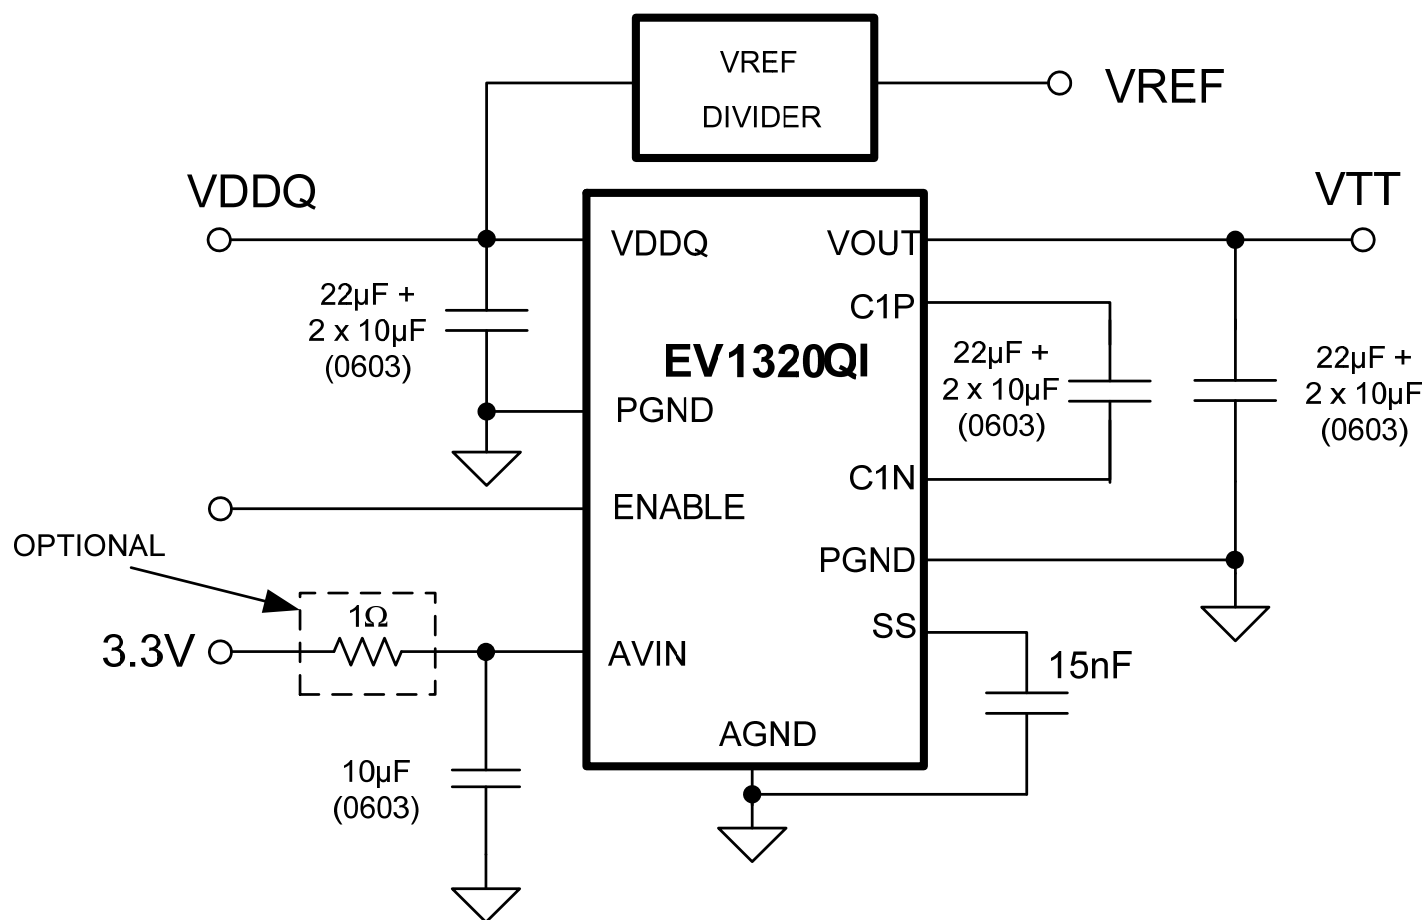 VREF
DIVIDER
VREF
VDDQ
VTT
VDDQ
VOUT
22µF +
2 x 10µF
(0603)
C1P
EV1320QI
22µF +
2 x 10µF
(0603)
22µF +
2 x 10µF
(0603)
PGND
C1N
ENABLE
OPTIONAL
PGND
1Ω
SS
3.3V
AVIN
15nF
AGND
10µF
(0603)